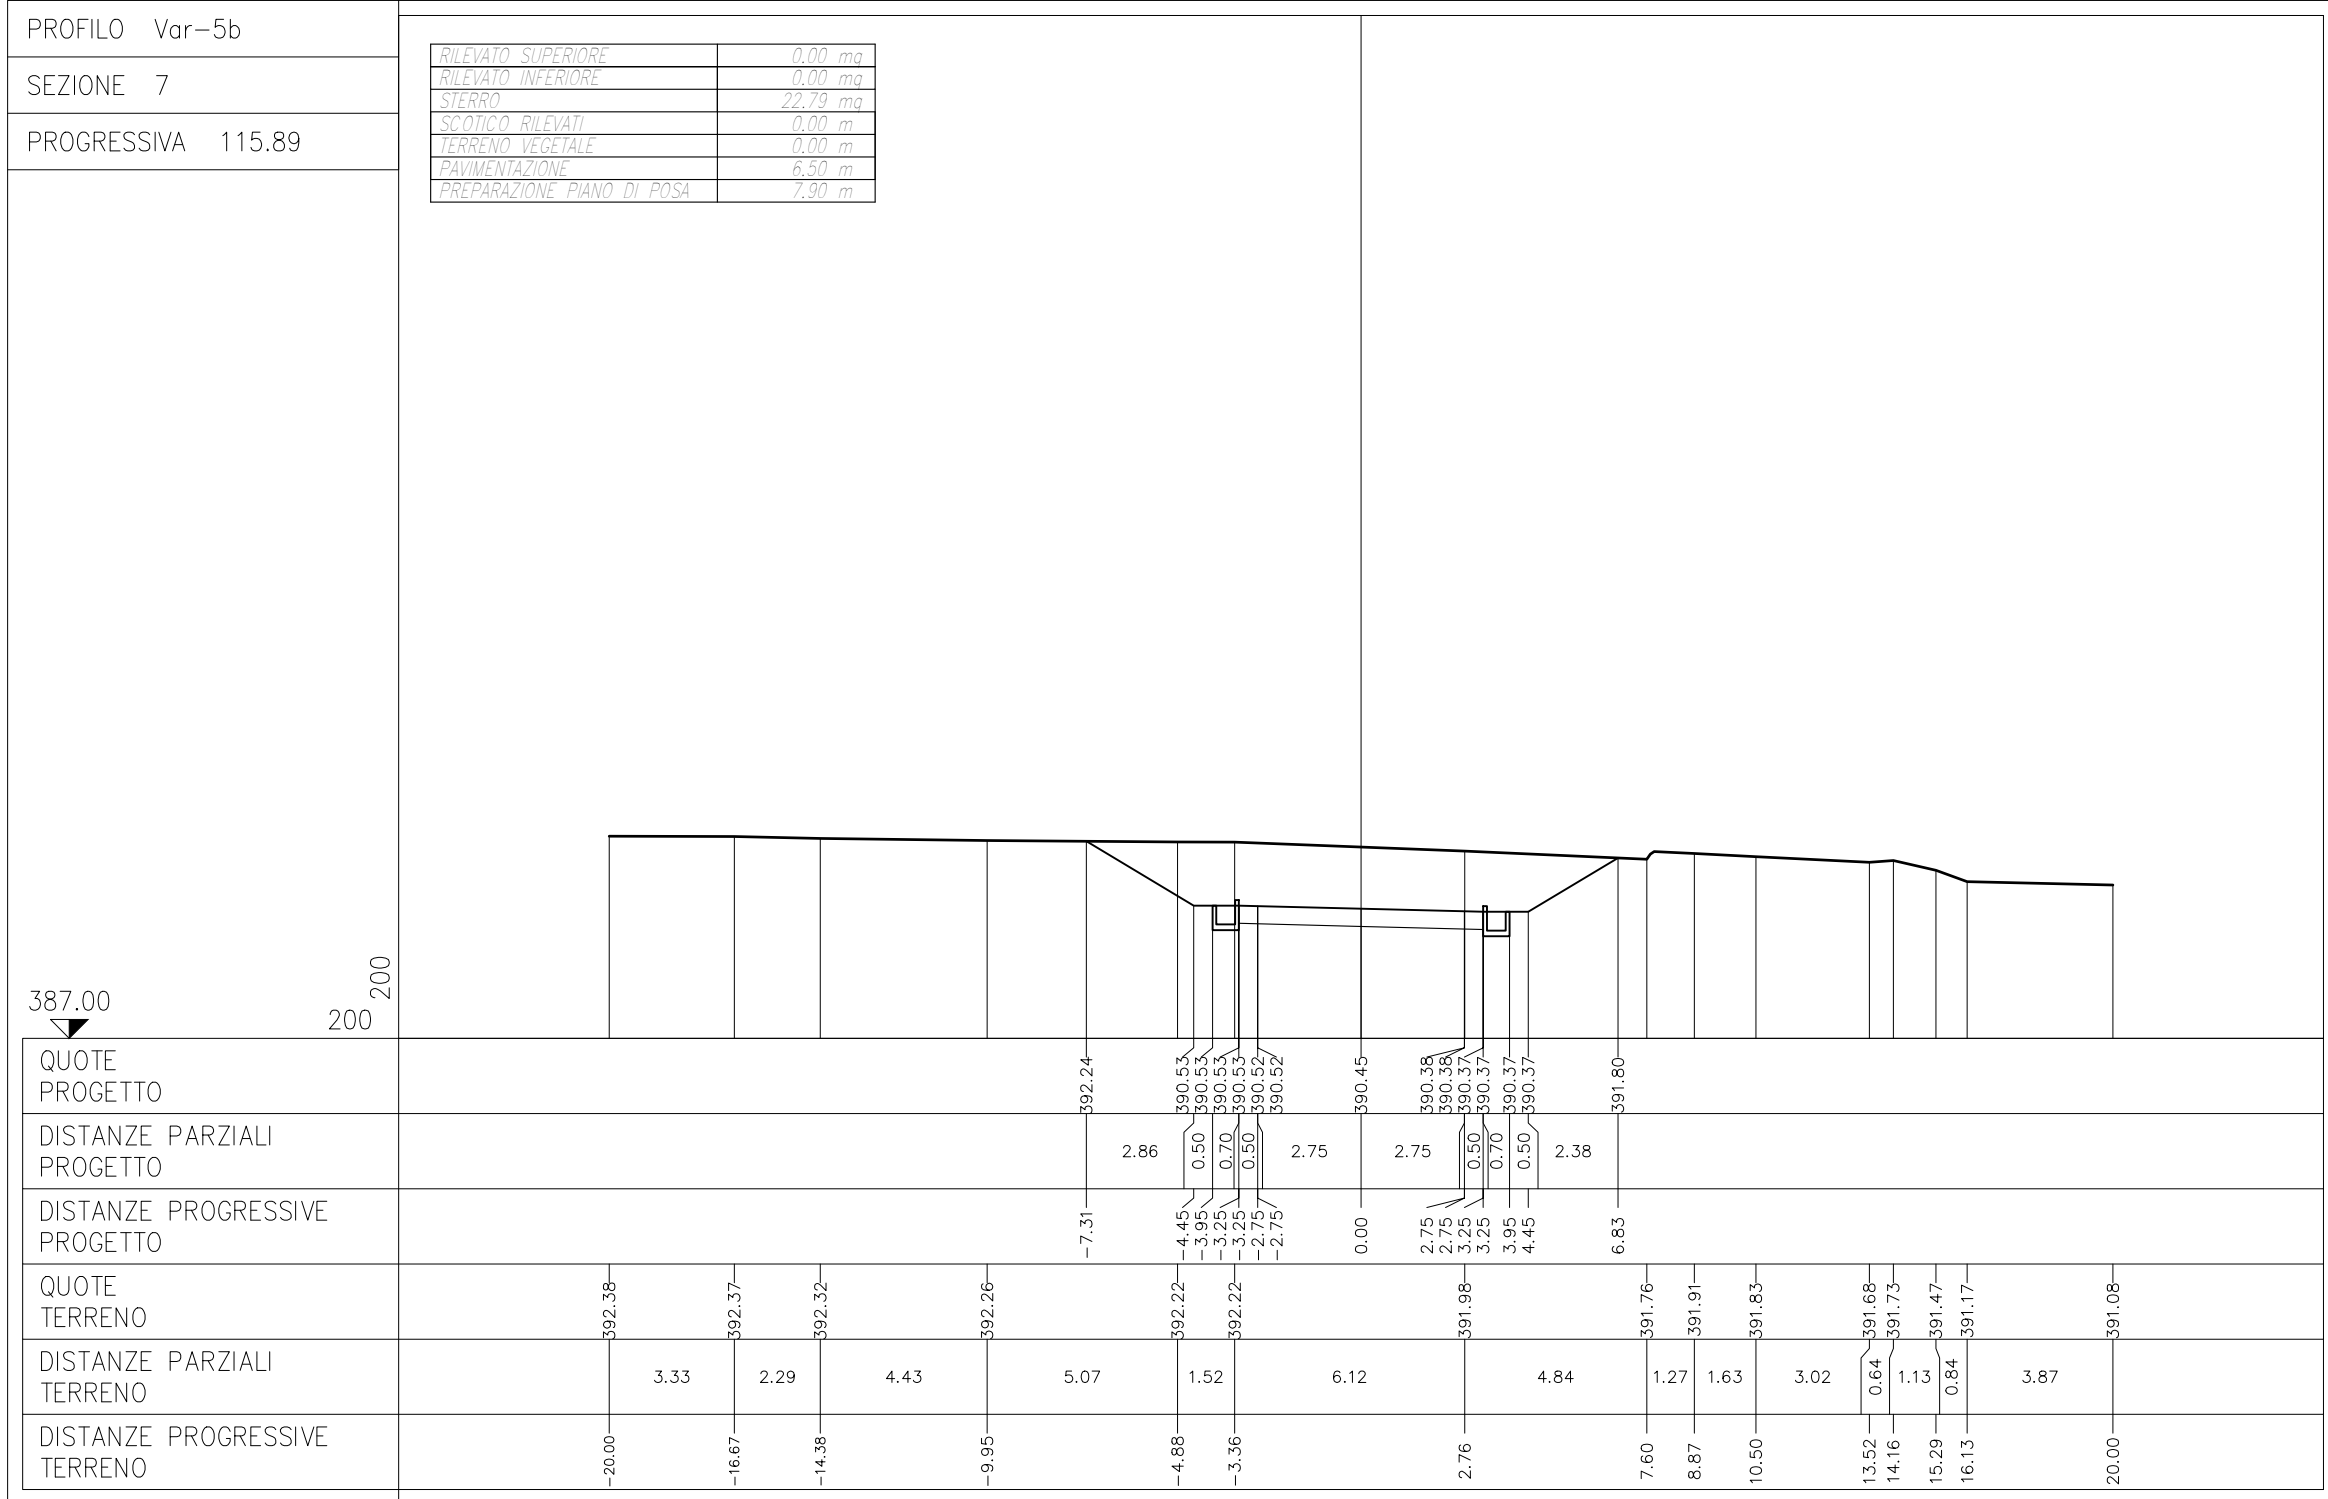 PROFILO Var-5b
SEZIONE 7
PROGRESSIVA 115.89
RILEVATO SUPERIORE 0.00 mq
RILEVATO INFERIORE 0.00 mq
STERRO 22.79 mq
SCOTICO RILEVATI 0.00 m
TERRENO VEGETALE 0.00 m
PAVIMENTAZIONE 6.50 m
PREPARAZIONE PIANO DI POSA 7.90 m
387.00
200
200
QUOTE
PROGETTO
392.24 390.53 390.53 390.53 390.53 390.52 390.52 390.45 390.38 390.38 390.37 390.37 390.37 390.37 391.80
DISTANZE PARZIALI
PROGETTO
2.86 0.50 0.70 0.50 2.75 2.75 0.50 0.70 0.50 2.38
DISTANZE PROGRESSIVE
PROGETTO
-7.31 -4.45 -3.95 -3.25 -3.25 -2.75 -2.75 0.00 2.75 2.75 3.25 3.25 3.95 4.45 6.83
QUOTE
TERRENO
392.38 392.37 392.32 392.26 392.22 392.22 391.98 391.76 391.91 391.83 391.68 391.73 391.47 391.17 391.08
DISTANZE PARZIALI
TERRENO
3.33 2.29 4.43 5.07 1.52 6.12 4.84 1.27 1.63 3.02 0.64 1.13 0.84 3.87
DISTANZE PROGRESSIVE
TERRENO
-20.00 -16.67 -14.38 -9.95 -4.88 -3.36 2.76 7.60 8.87 10.50 13.52 14.16 15.29 16.13 20.00